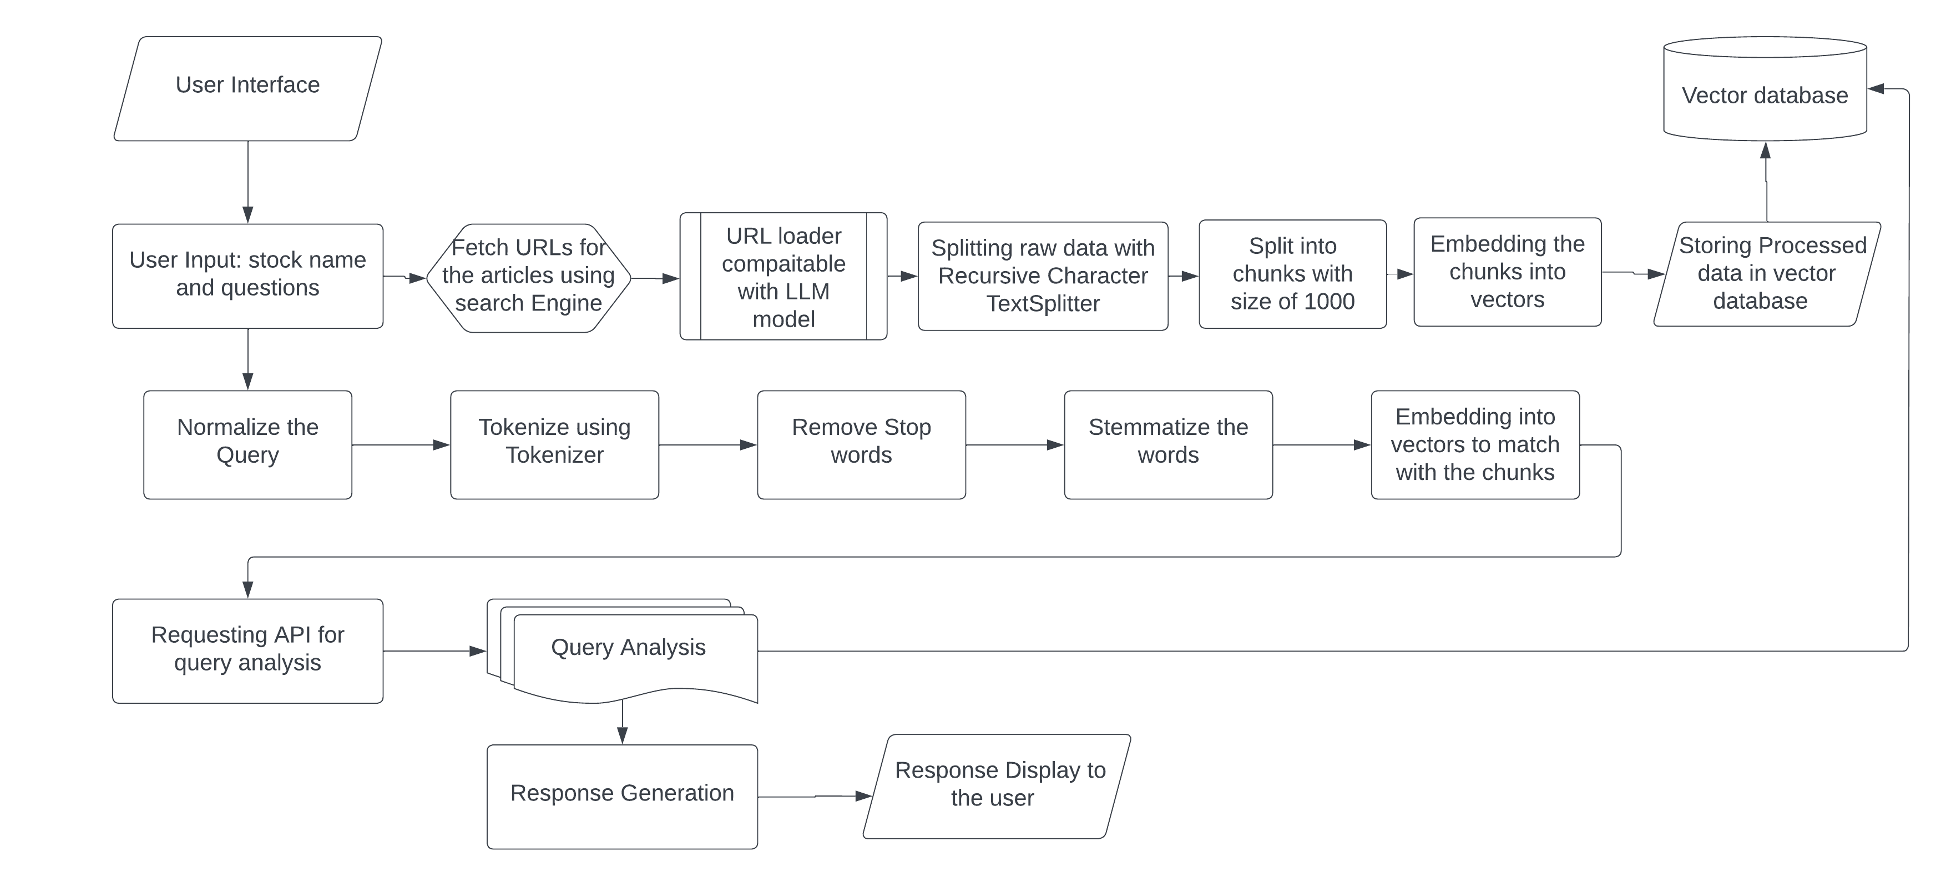 User Interface
Vector database
User Input: stock name
and questions
Fetch URLs for
the articles using
search Engine
URL loader
compaitable
with LLM
model
Splitting raw data with
Recursive Character
TextSplitter
Split into
chunks with
size of 1000
Embedding the
chunks into
vectors
Storing Processed
data in vector
database
Normalize the
Query
Tokenize using
Tokenizer
Remove Stop
words
Stemmatize the
words
Embedding into
vectors to match
with the chunks
Requesting API for
query analysis
Query Analysis
Response Generation
Response Display to
the user